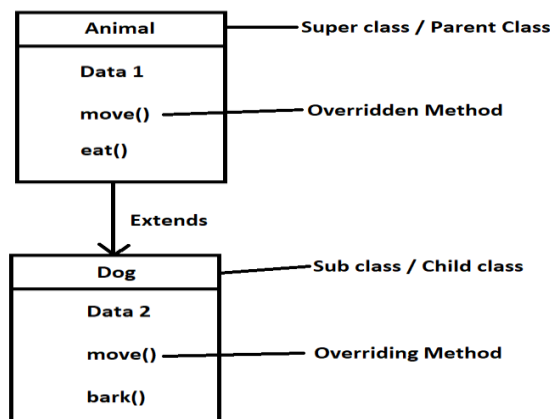 Animal
Super class / Parent Class
Data 1
move()
Overridden Method
eat()
Extends
Dog
Sub class / Child class
Data 2
move()
Overriding Method
bark()